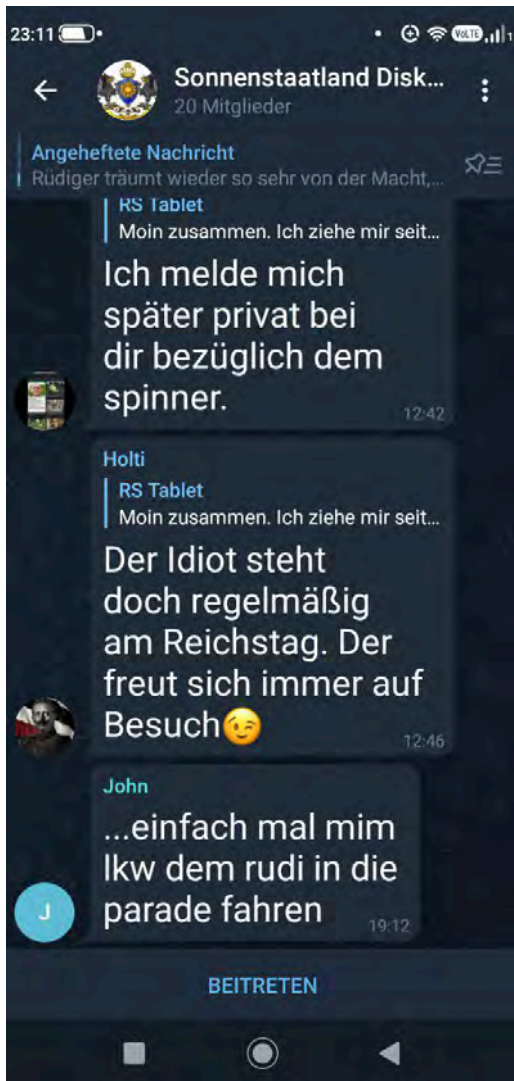 23:11
VoLTE
Sonnenstaatland Disk...
20 Mitglieder
Angeheftete Nachricht
Rüdiger träumt wieder so sehr von der Macht,...
RS Tablet
Moin zusammen. Ich ziehe mir seit...
Ich melde mich
später privat bei
dir bezüglich dem
spinner.
12:42
Holti
RS Tablet
Moin zusammen. Ich ziehe mir seit...
Der Idiot steht
doch regelmäßig
am Reichstag. Der
freut sich immer auf
Besuch😉
12:46
John
...einfach mal mim
lkw dem rudi in die
parade fahren
19:12
J
BEITRETEN